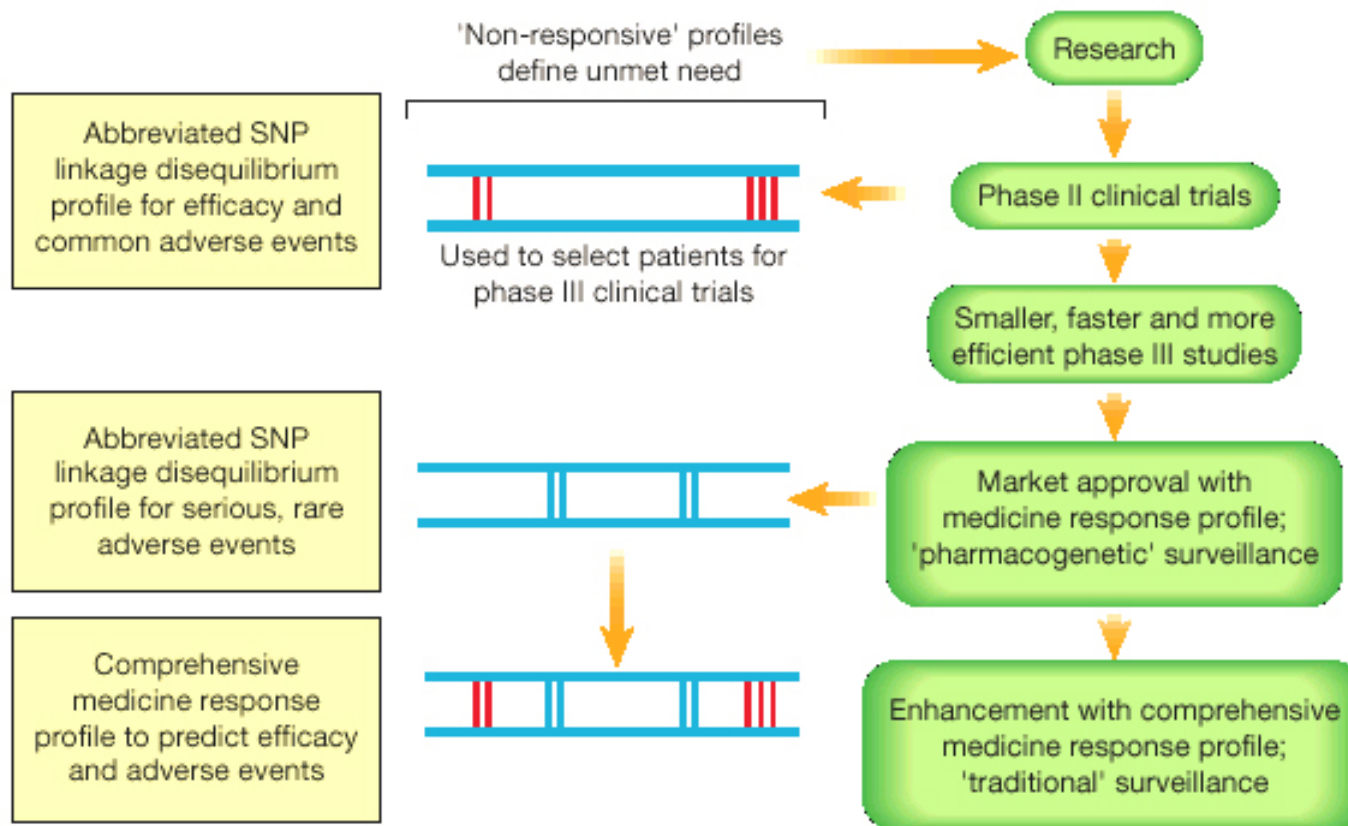 'Non-responsive' profiles
define unmet need
Research
Abbreviated SNP
linkage disequilibrium
profile for efficacy and
common adverse events
Phase II clinical trials
Used to select patients for
phase III clinical trials
Smaller, faster and more
efficient phase III studies
Abbreviated SNP
linkage disequilibrium
profile for serious, rare
adverse events
Market approval with
medicine response profile;
'pharmacogenetic' surveillance
Comprehensive
medicine response
profile to predict efficacy
and adverse events
Enhancement with comprehensive
medicine response profile;
'traditional' surveillance